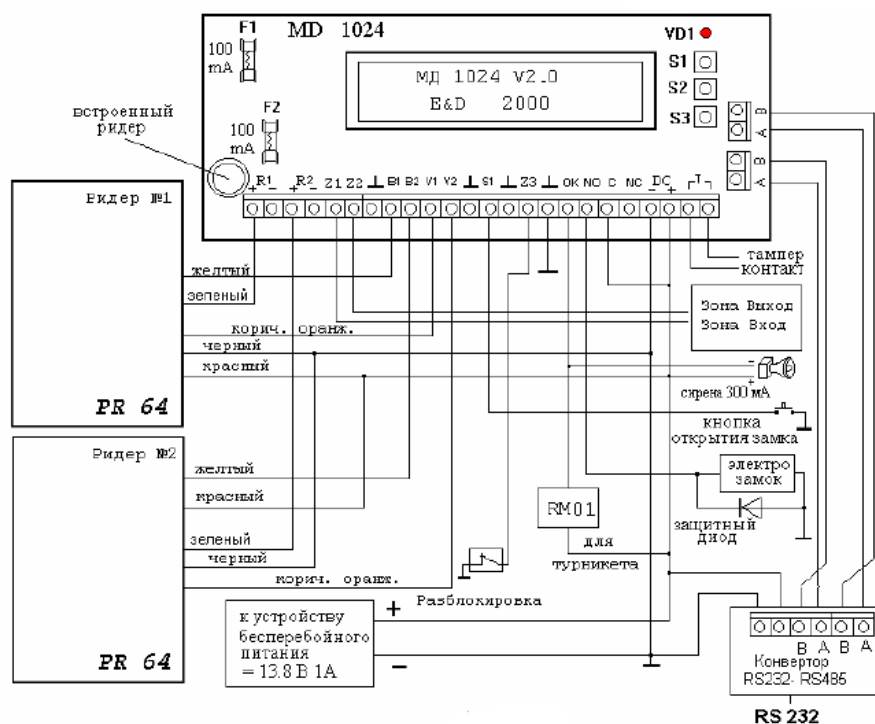 F1
MD 1024
VD1
100
mA
S1
МД 1024 V2.0
E&D 2000
S2
S3
F2
100
mA
встроенный
ридер
B
A
B
A
+ R1 − + R2 − Z1 Z2 ⊥ B1 B2 V1 V2 ⊥ S1 ⊥ Z3 ⊥ OK NO C NC − DC + T
Ридер №1
желтый
зеленый
корич. оранж.
черный
красный
PR 64
тампер
контакт
Зона Выход
Зона Вход
−
+
сирена 300 мА
кнопка
открытия замка
Ридер №2
желтый
красный
зеленый
черный
корич. оранж.
PR 64
электро
замок
защитный
диод
RM01
для
турникета
Разблокировка
к устройству
бесперебойного
питания
= 13.8 В 1А
+
−
B A B A
Конвертор
RS232- RS485
RS 232